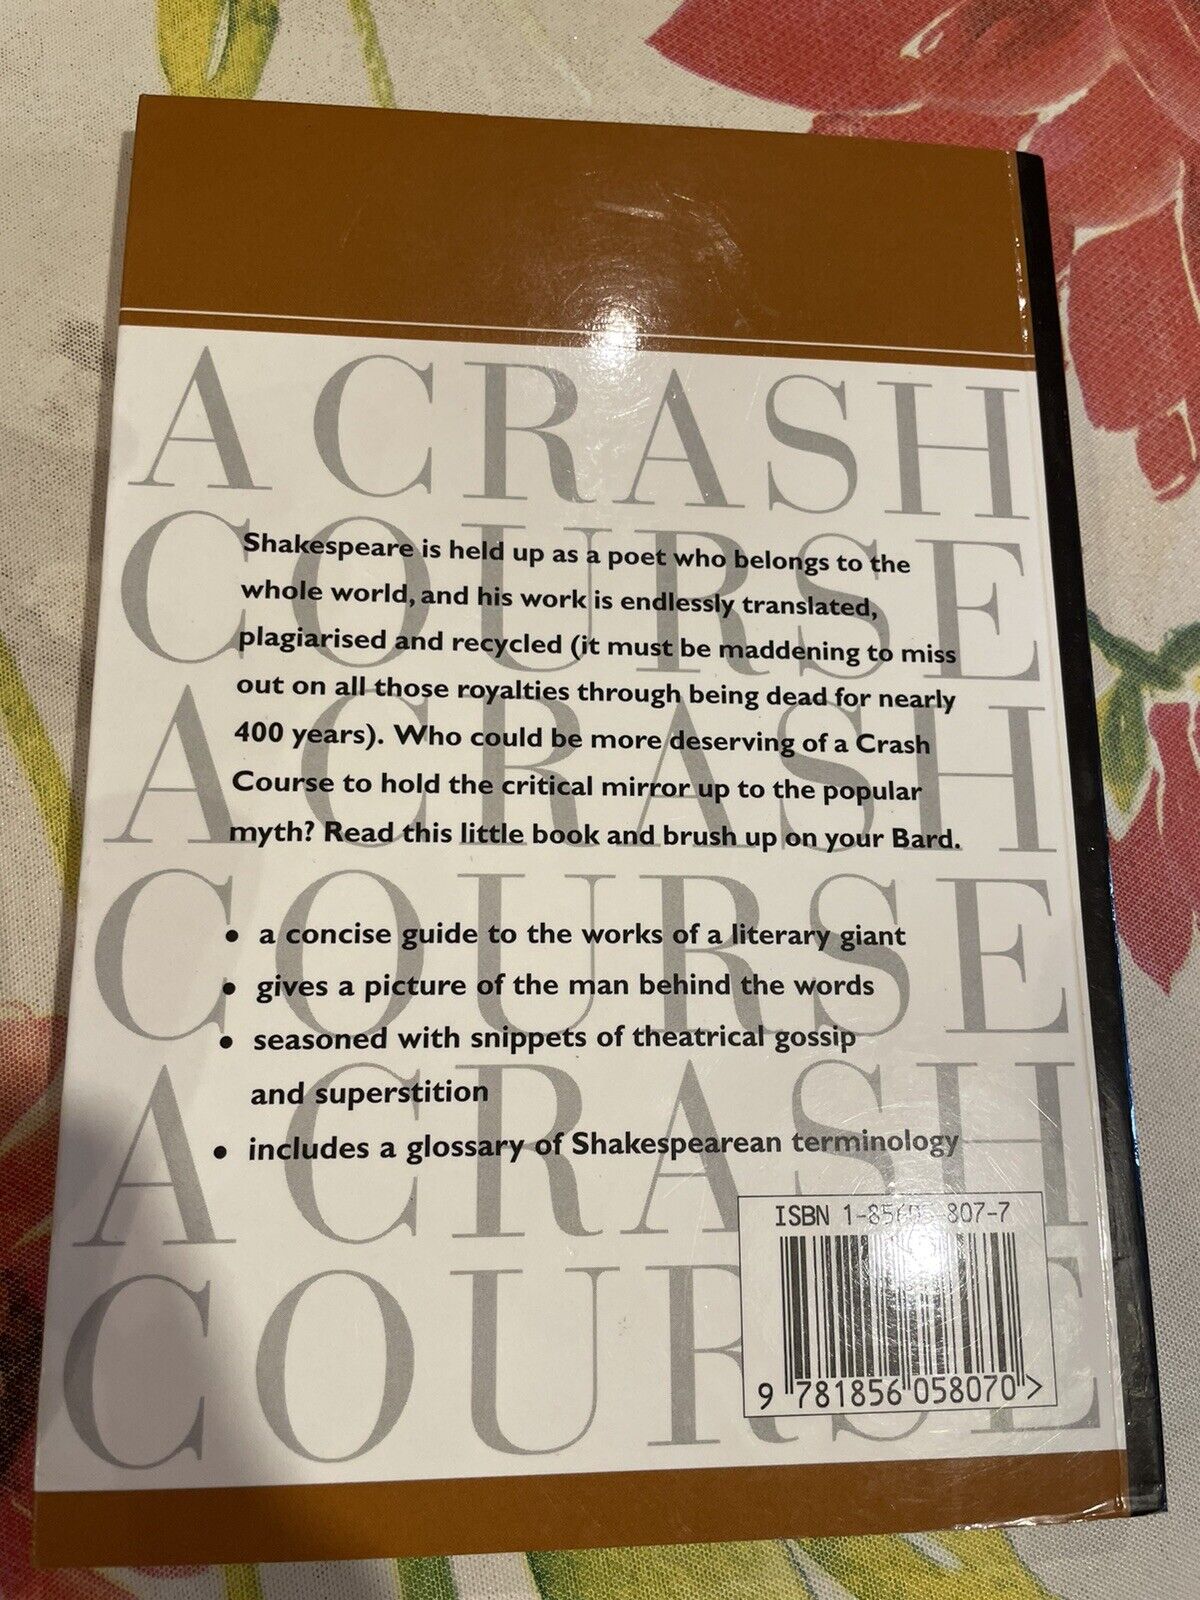 A CRASH
COURSE
Shakespeare is held up as a poet who belongs to the
whole world, and his work is endlessly translated,
plagiarised and recycled (it must be maddening to miss
out on all those royalties through being dead for nearly
A CRASH
400 years). Who could be more deserving of a Crash
Course to hold the critical mirror up to the popular
myth? Read this little book and brush up on your Bard.
COURSE
• a concise guide to the works of a literary giant
• gives a picture of the man behind the words
• seasoned with snippets of theatrical gossip
and superstition
A CRASH
• includes a glossary of Shakespearean terminology
COURSE
ISBN 1-85605-807-7
9 781856 058070 >